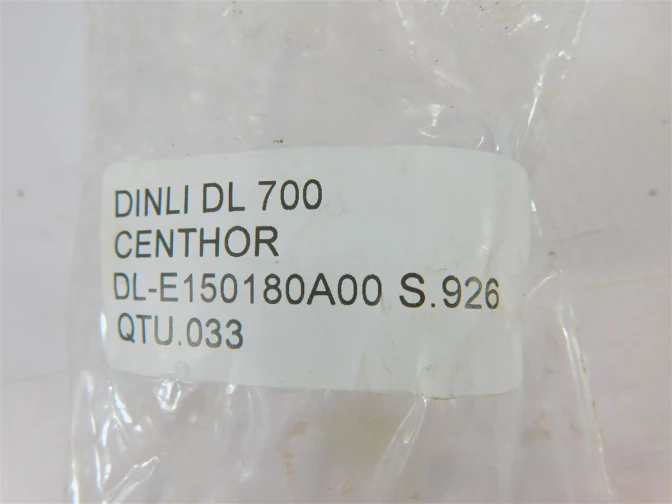 DINLI DL 700
CENTHOR
DL-E150180A00 S.926
QTU.033